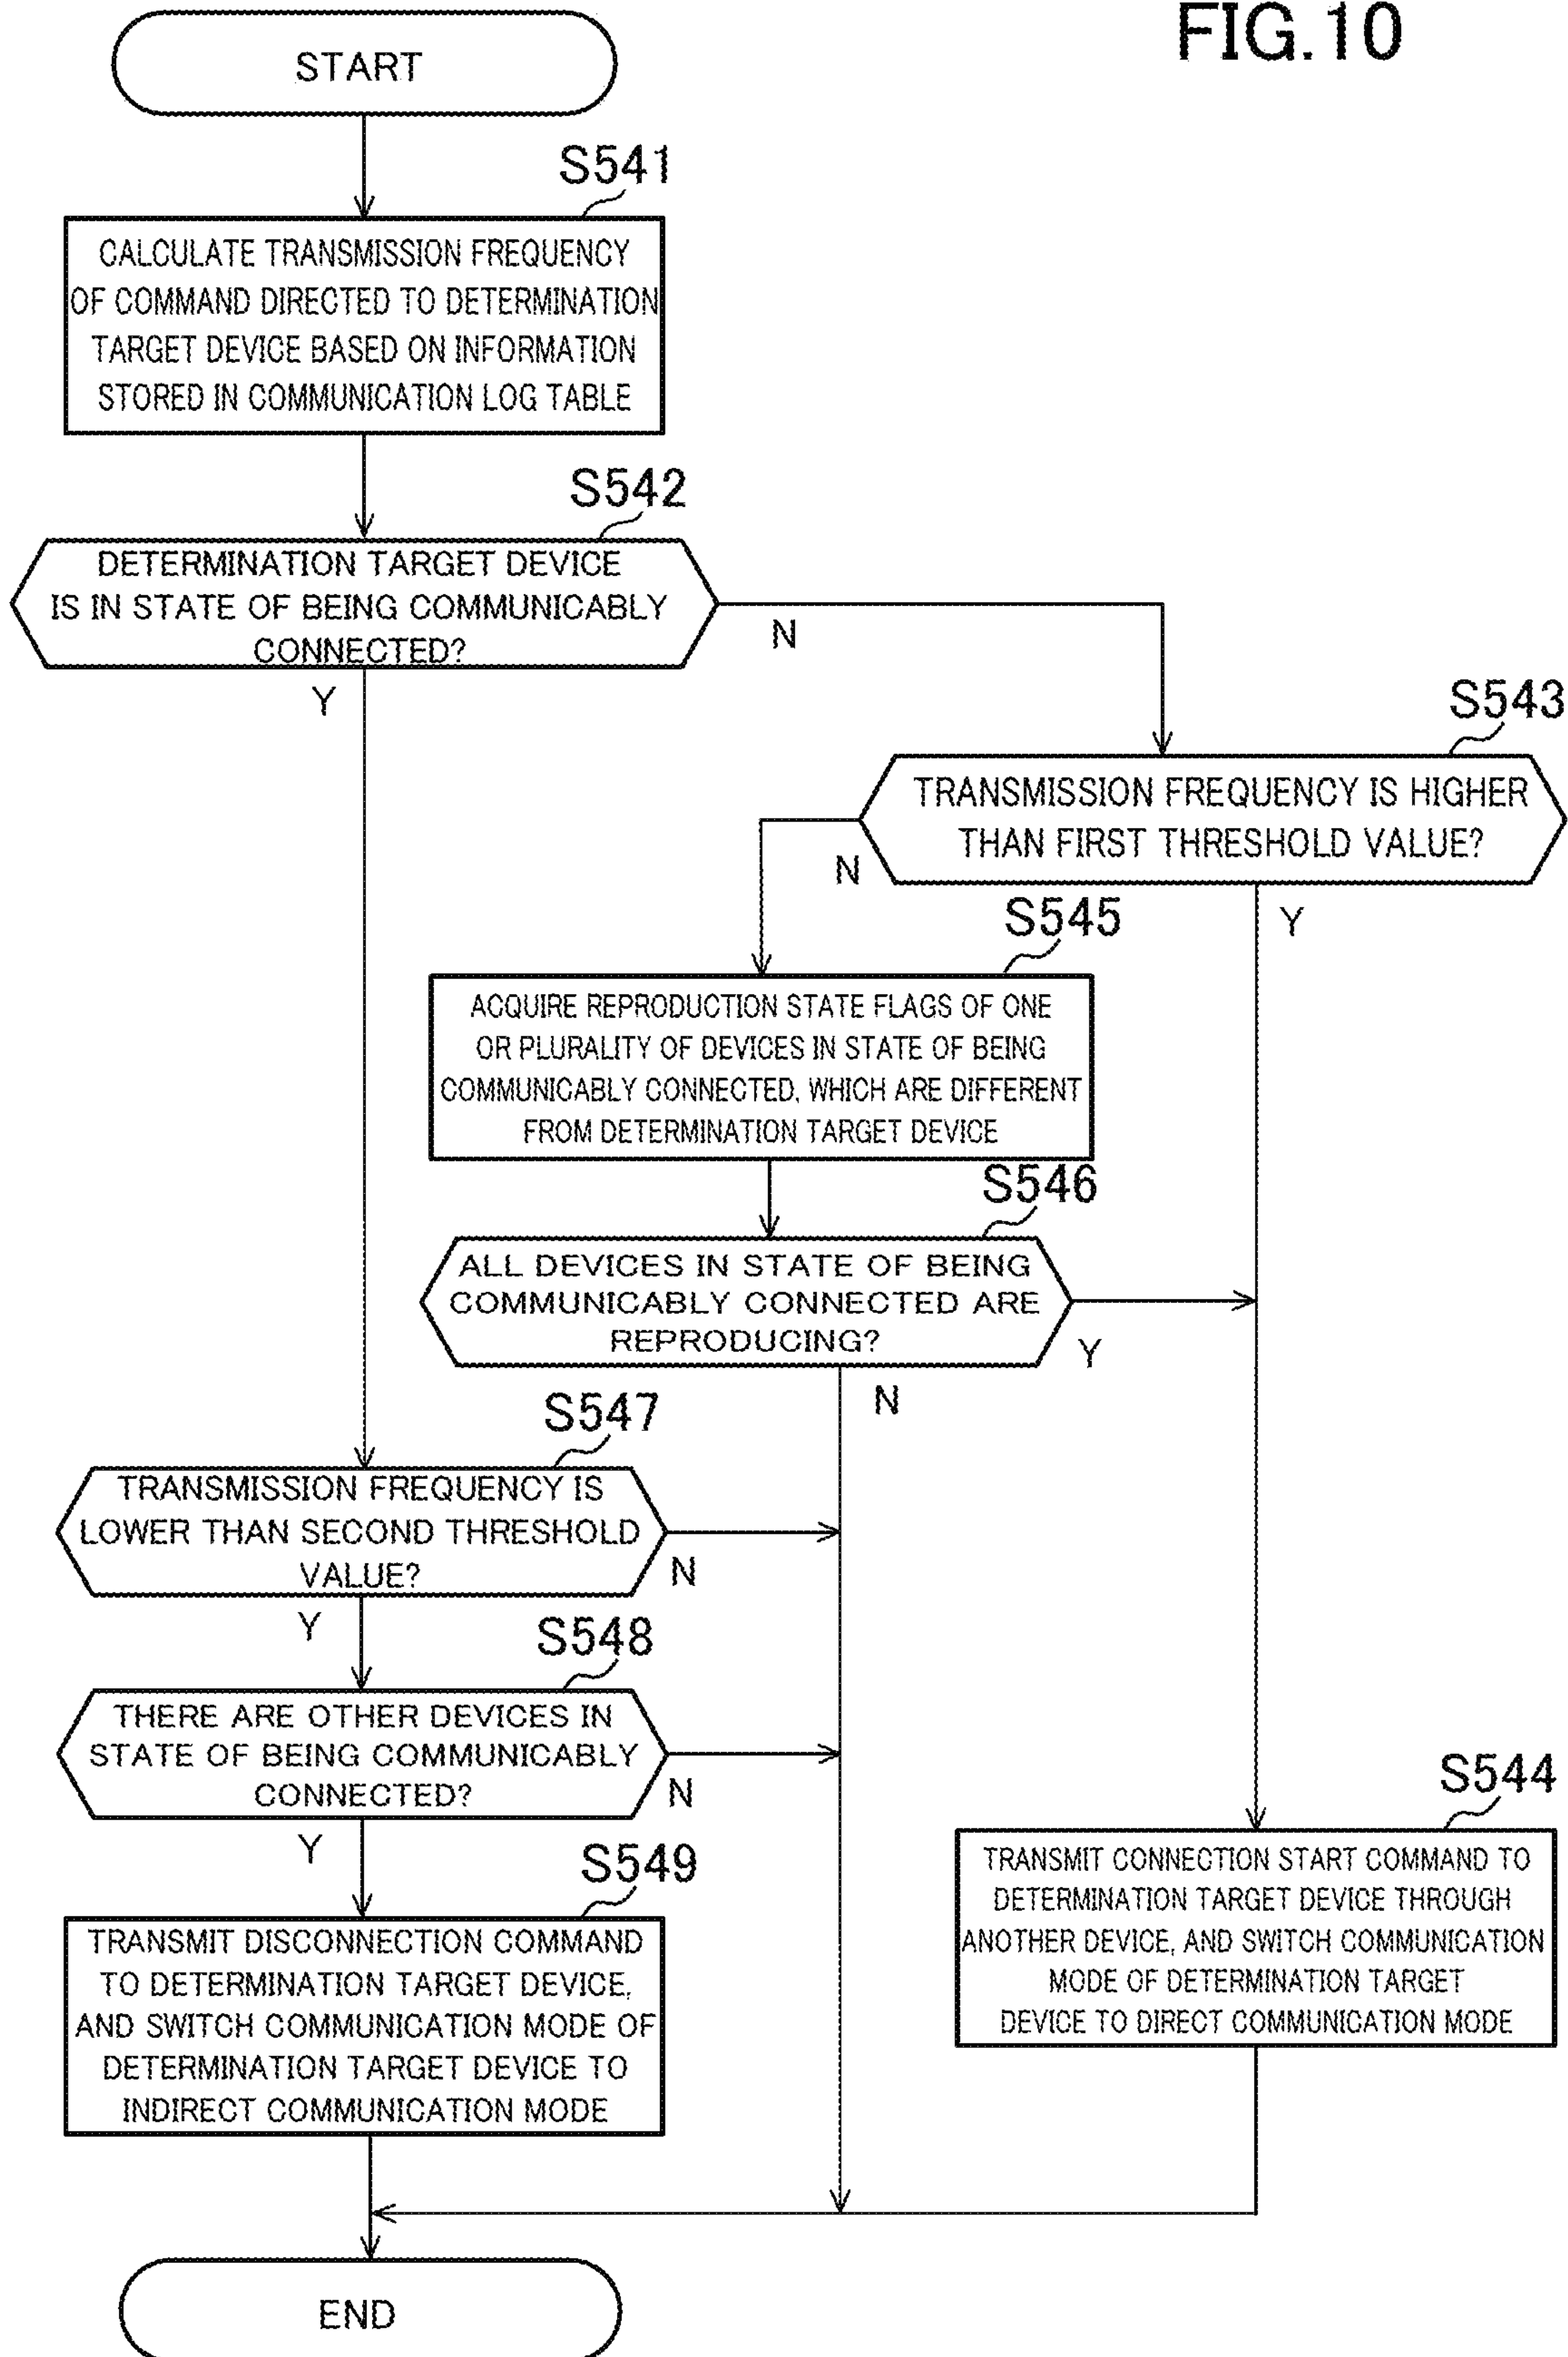 FIG.10
START
S541
CALCULATE TRANSMISSION FREQUENCY
OF COMMAND DIRECTED TO DETERMINATION
TARGET DEVICE BASED ON INFORMATION
STORED IN COMMUNICATION LOG TABLE
S542
DETERMINATION TARGET DEVICE
IS IN STATE OF BEING COMMUNICABLY
CONNECTED?
N
Y
S543
TRANSMISSION FREQUENCY IS HIGHER
THAN FIRST THRESHOLD VALUE?
N
Y
S545
ACQUIRE REPRODUCTION STATE FLAGS OF ONE
OR PLURALITY OF DEVICES IN STATE OF BEING
COMMUNICABLY CONNECTED, WHICH ARE DIFFERENT
FROM DETERMINATION TARGET DEVICE
S546
ALL DEVICES IN STATE OF BEING
COMMUNICABLY CONNECTED ARE
REPRODUCING?
Y
N
S547
TRANSMISSION FREQUENCY IS
LOWER THAN SECOND THRESHOLD
VALUE?
N
Y
S548
THERE ARE OTHER DEVICES IN
STATE OF BEING COMMUNICABLY
CONNECTED?
N
Y
S544
TRANSMIT CONNECTION START COMMAND TO
DETERMINATION TARGET DEVICE THROUGH
ANOTHER DEVICE, AND SWITCH COMMUNICATION
MODE OF DETERMINATION TARGET
DEVICE TO DIRECT COMMUNICATION MODE
S549
TRANSMIT DISCONNECTION COMMAND
TO DETERMINATION TARGET DEVICE,
AND SWITCH COMMUNICATION MODE OF
DETERMINATION TARGET DEVICE TO
INDIRECT COMMUNICATION MODE
END